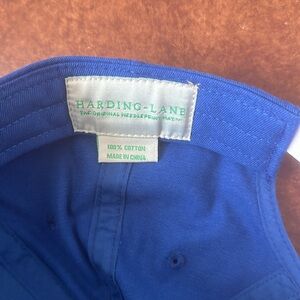 HARDING-LANE
THE ORIGINAL NEEDLEPOINT HAT
100% COTTON
MADE IN CHINA